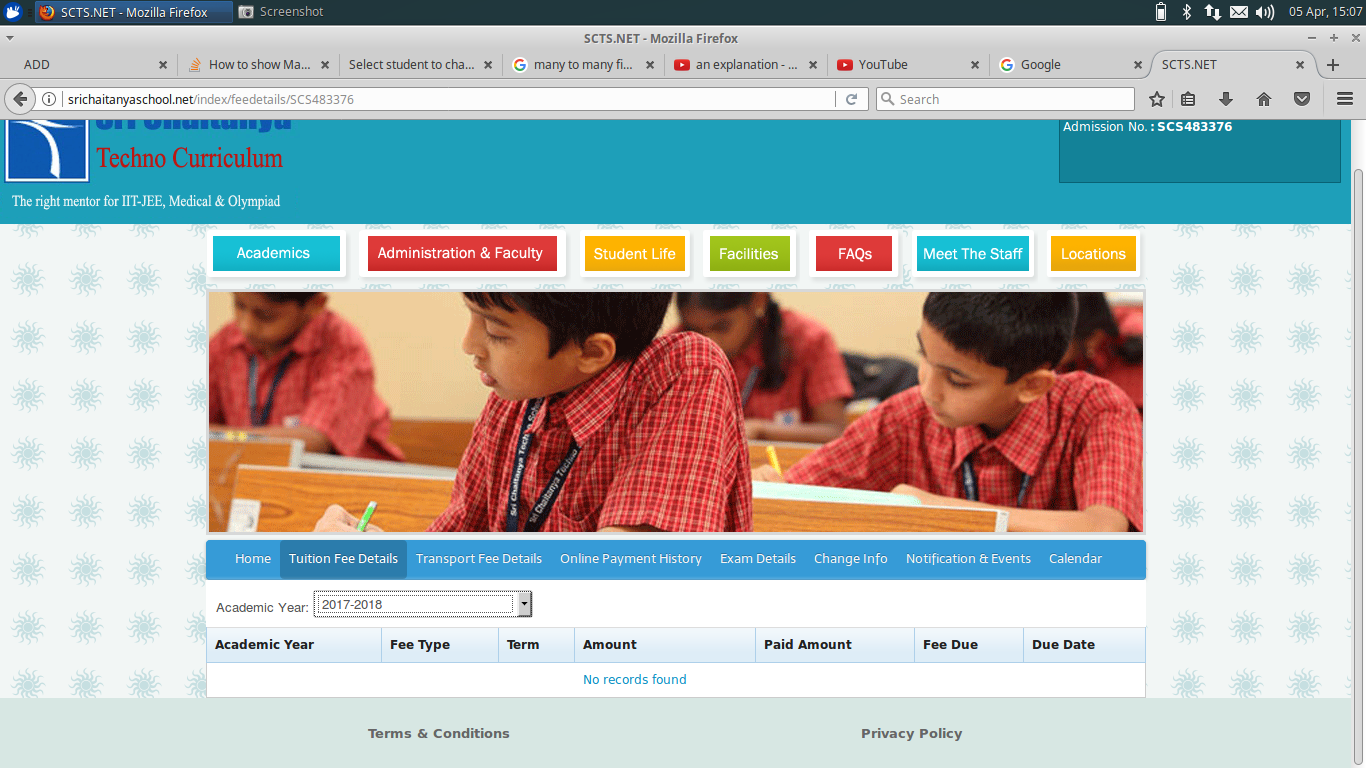 SCTS.NET - Mozilla Firefox
Screenshot
05 Apr, 15:07
SCTS.NET - Mozilla Firefox
ADD
How to show Ma...
Select student to cha...
many to many fi...
an explanation - ...
YouTube
Google
SCTS.NET
srichaitanyaschool.net/index/feedetails/SCS483376
Search
Sri Chaitanya
Techno Curriculum
The right mentor for IIT-JEE, Medical & Olympiad
Admission No. : SCS483376
Academics
Administration & Faculty
Student Life
Facilities
FAQs
Meet The Staff
Locations
Sri Chaitanya Techno
Sri Chaitanya Techno
Home
Tuition Fee Details
Transport Fee Details
Online Payment History
Exam Details
Change Info
Notification & Events
Calendar
Academic Year: 2017-2018
Academic Year Fee Type Term Amount Paid Amount Fee Due Due Date
No records found
Terms & Conditions
Privacy Policy